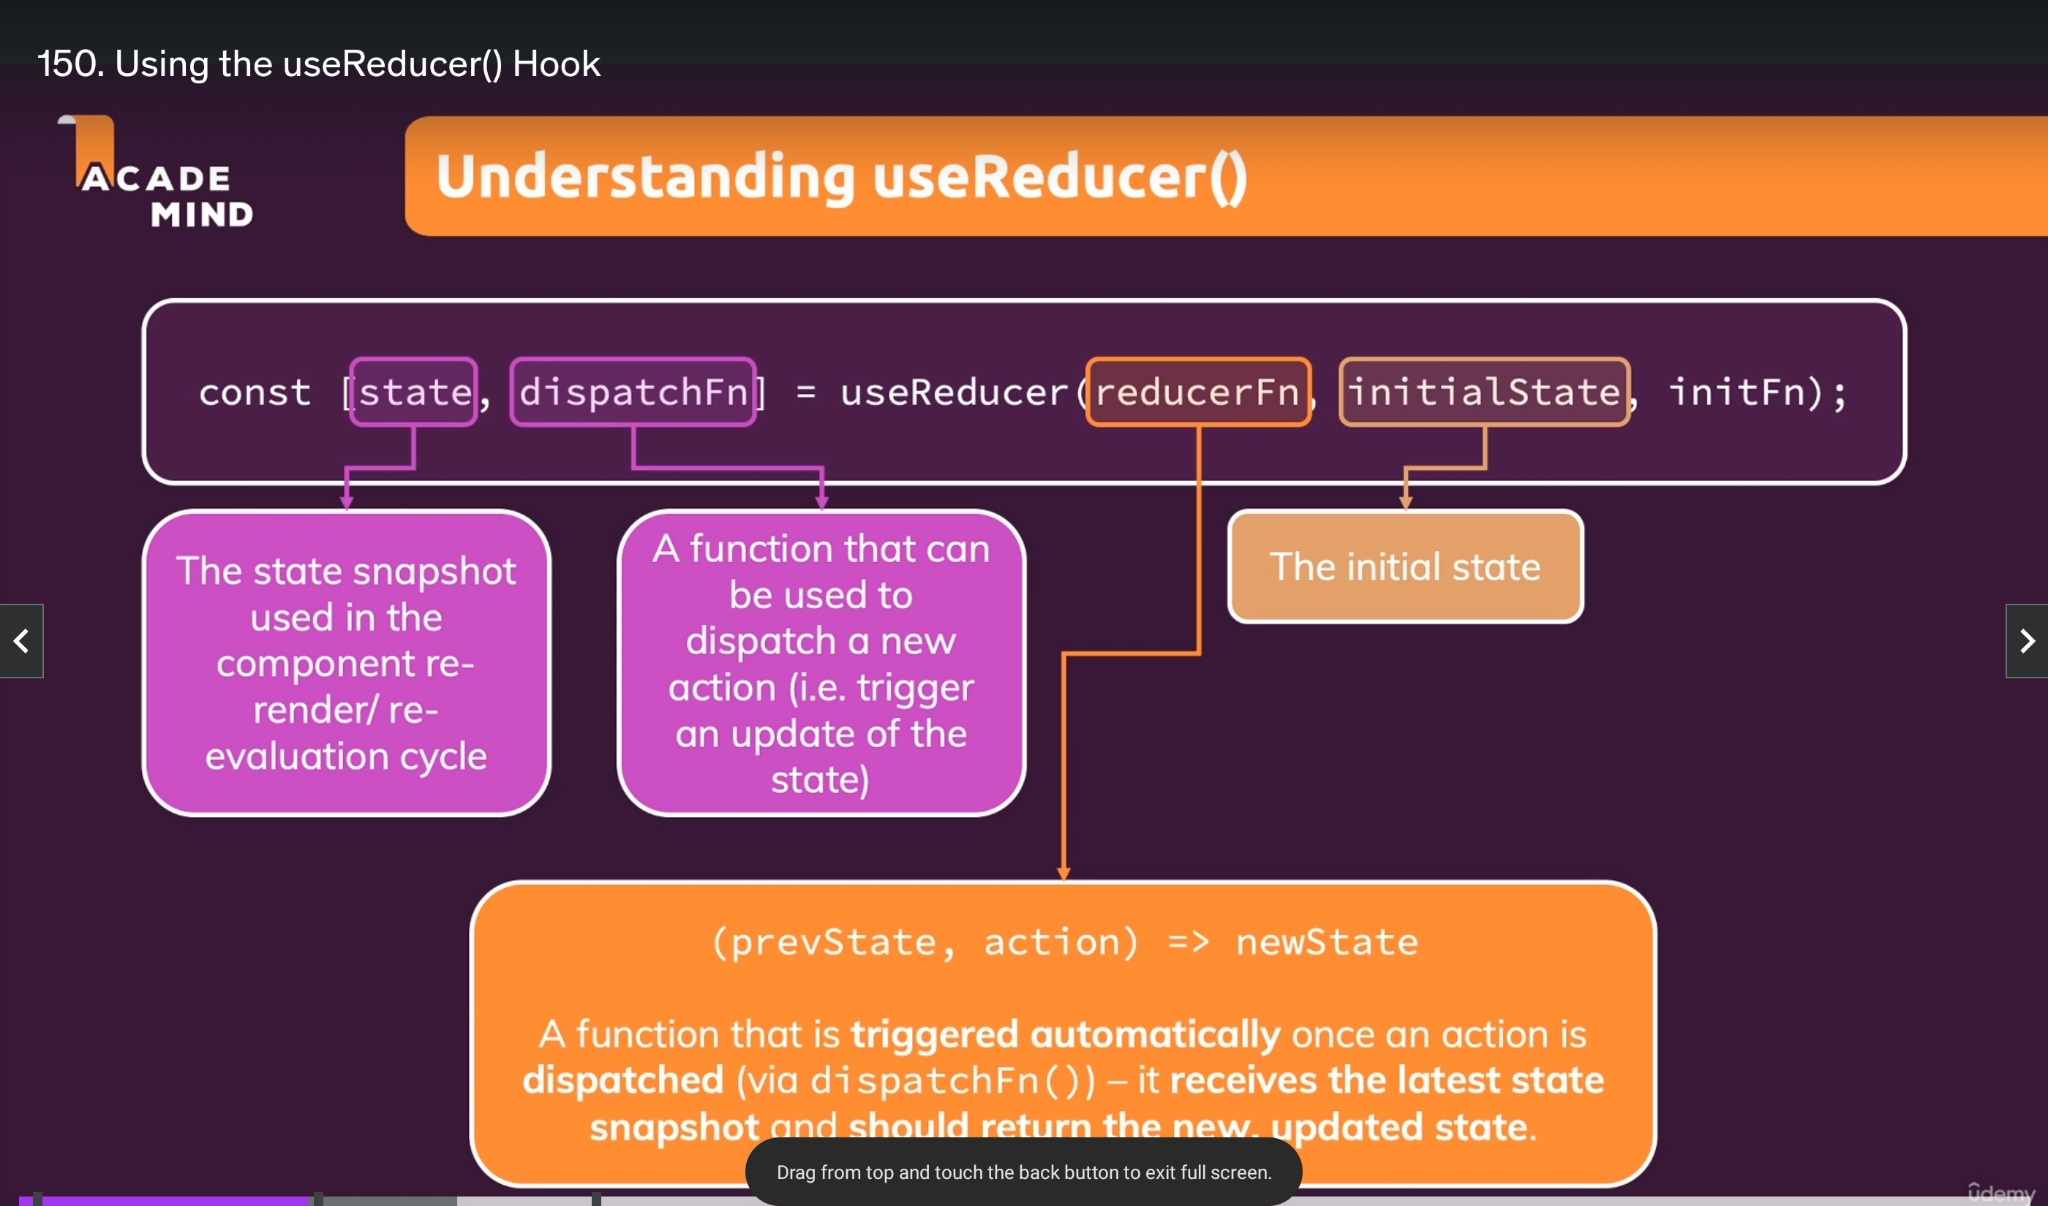 150. Using the useReducer() Hook
ACADE
MIND
Understanding useReducer()
const [state, dispatchFn] = useReducer(reducerFn, initialState, initFn);
The state snapshot
used in the
component re-
render/ re-
evaluation cycle
A function that can
be used to
dispatch a new
action (i.e. trigger
an update of the
state)
The initial state
(prevState, action) => newState
A function that is triggered automatically once an action is
dispatched (via dispatchFn()) – it receives the latest state
snapshot and should return the new, updated state.
Drag from top and touch the back button to exit full screen.
ûdemy